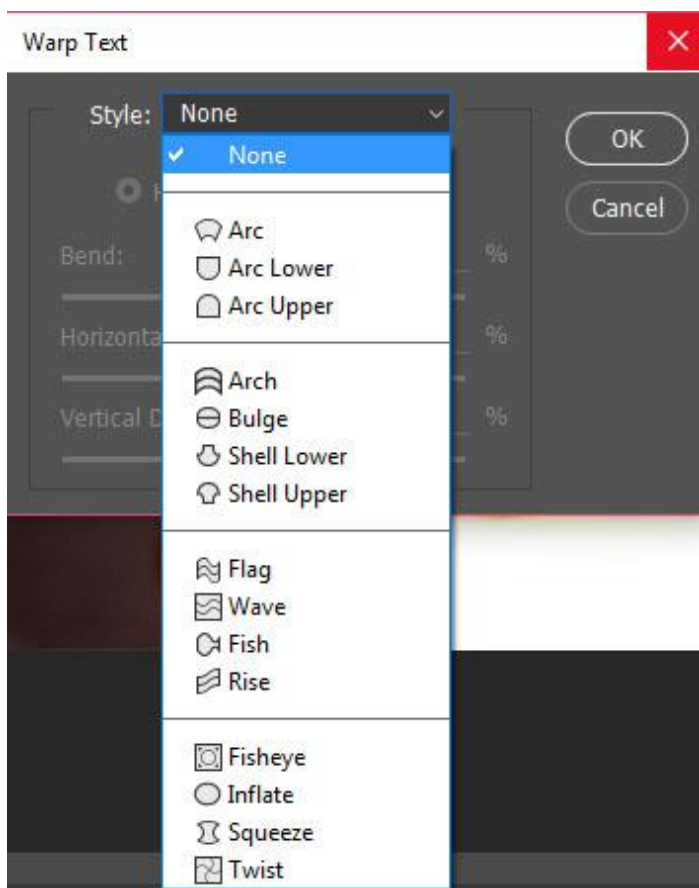 Warp Text
Style: None
None
Arc
Arc Lower
Arc Upper
Arch
Bulge
Shell Lower
Shell Upper
Flag
Wave
Fish
Rise
Fisheye
Inflate
Squeeze
Twist
Bend: %
%
Vertical %
OK
Cancel